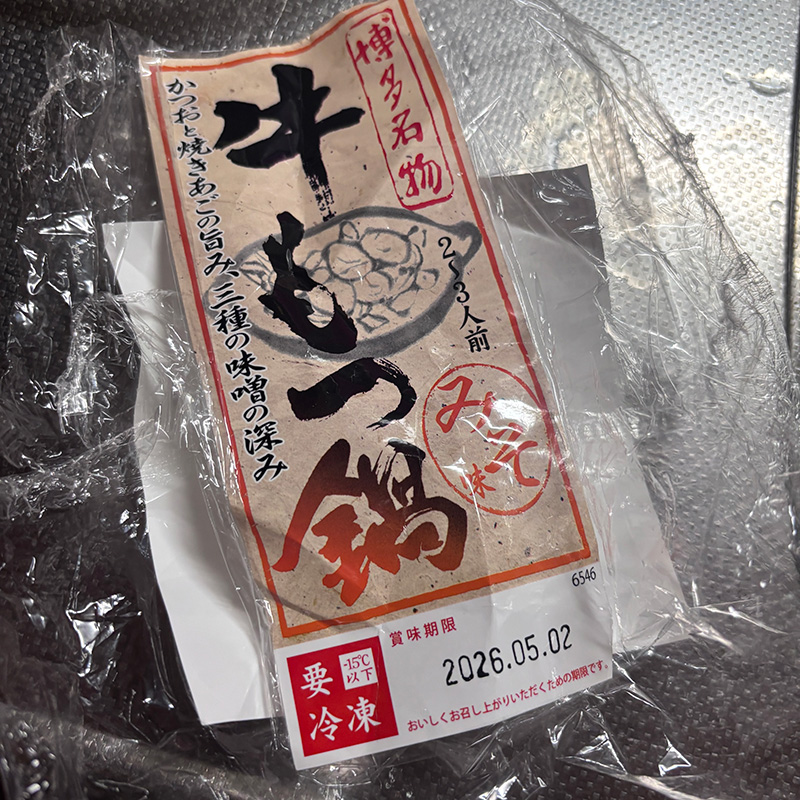 博多名物
牛もつ鍋
かつおと焼きあごの旨み、三種の味噌の深み
2〜3人前
みそ味
6546
賞味期限
2026.05.02
要冷凍
-15℃以下
おいしくお召し上がりいただくための期限です。